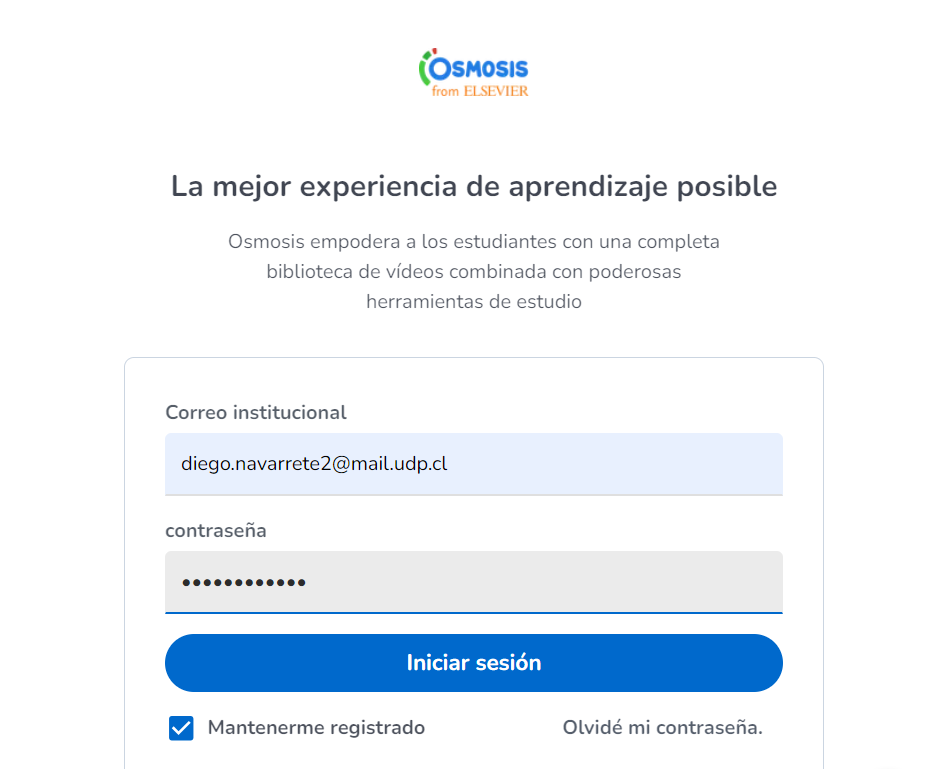 OSMOSIS
from ELSEVIER
La mejor experiencia de aprendizaje posible
Osmosis empodera a los estudiantes con una completa
biblioteca de vídeos combinada con poderosas
herramientas de estudio
Correo institucional
diego.navarrete2@mail.udp.cl
contraseña
••••••••••••
Iniciar sesión
Mantenerme registrado Olvidé mi contraseña.